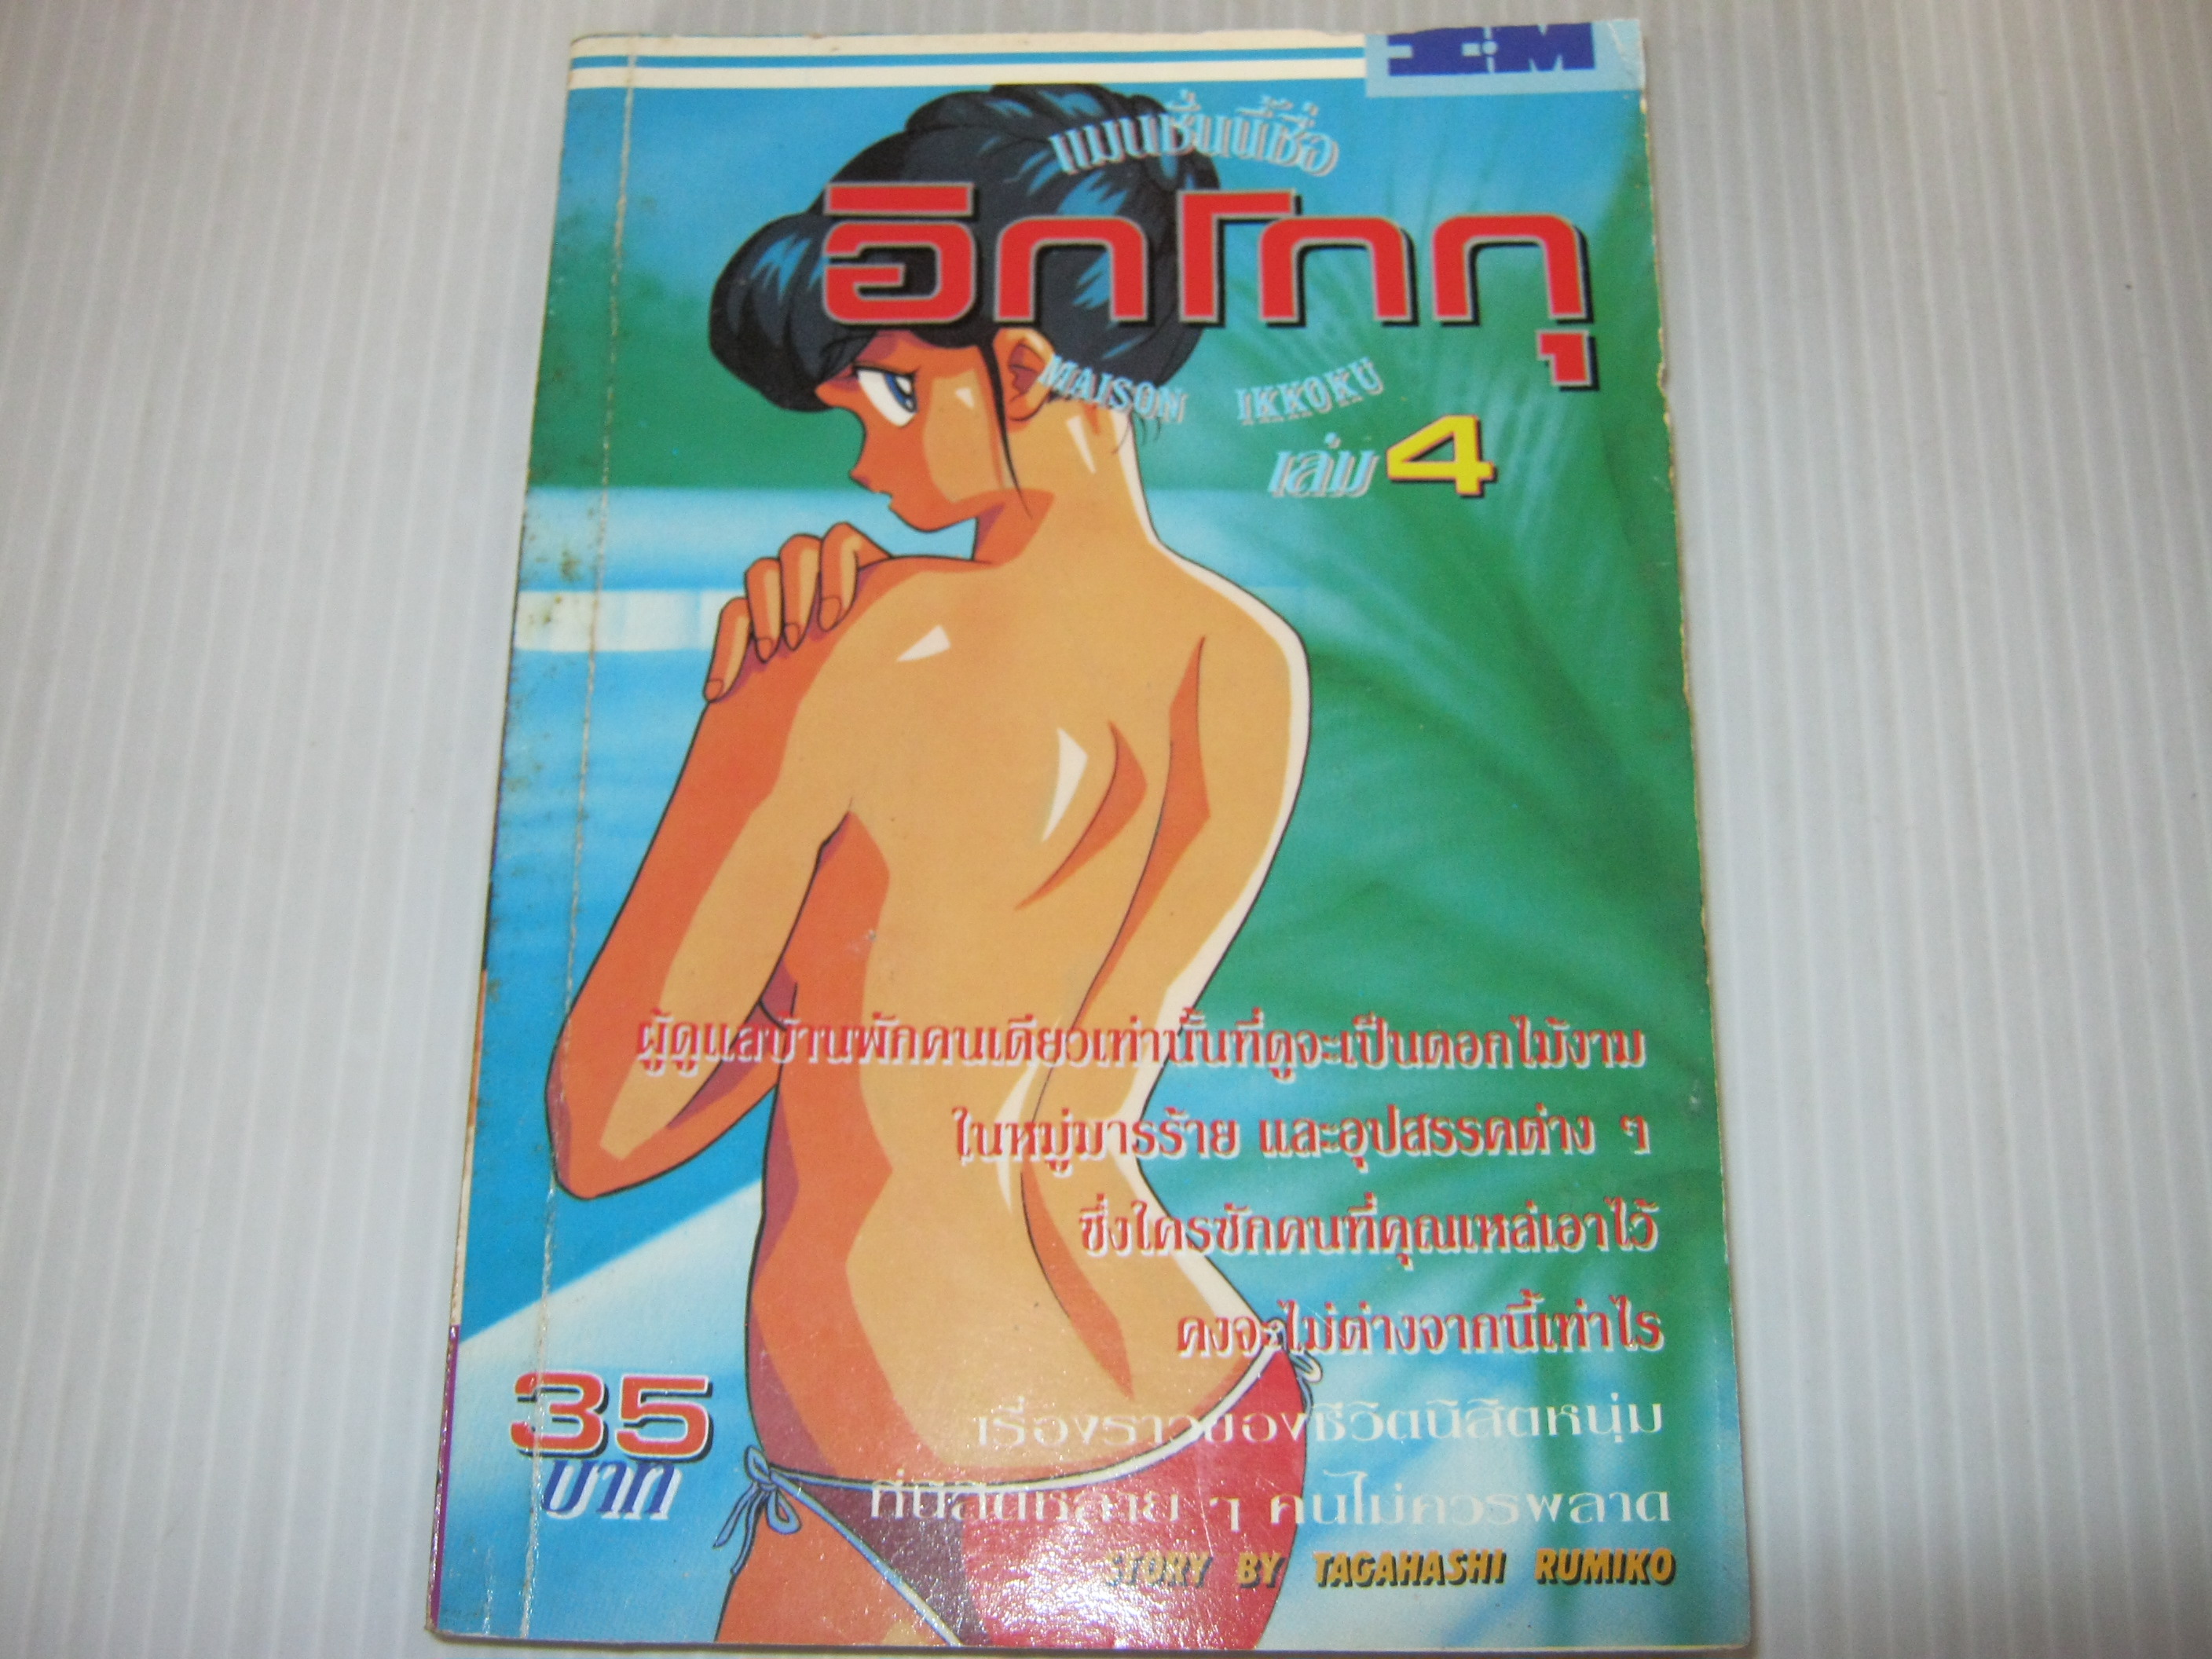 แมนชั่นนี้ชื่อ
อิกโกกุ
MAISON IKKOKU
เล่ม 4
ผู้ดูแลบ้านพักคนเดียวเท่านั้นที่ดูจะเป็นดอกไม้งาม
ในหมู่มารร้าย และอุปสรรคต่าง ๆ
ซึ่งใครซักคนที่คุณเหล่เอาไว้
คงจะไม่ต่างจากนี้เท่าไร
เรื่องราวของชีวิตนิสิตหนุ่ม
ที่นิสิตหลาย ๆ คนไม่ควรพลาด
35
บาท
STORY BY TAGAHASHI RUMIKO